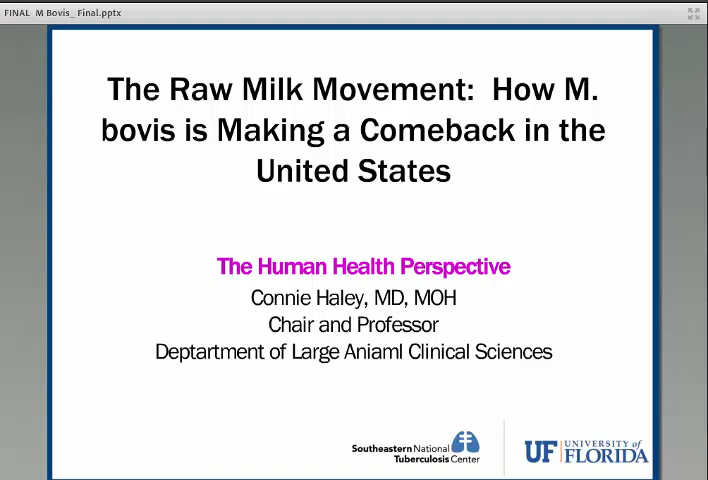 FINAL M Bovis_ Final.pptx
The Raw Milk Movement: How M.
bovis is Making a Comeback in the
United States
The Human Health Perspective
Connie Haley, MD, MOH
Chair and Professor
Deptartment of Large Aniaml Clinical Sciences
Southeastern National
Tuberculosis Center
UF UNIVERSITY of
FLORIDA